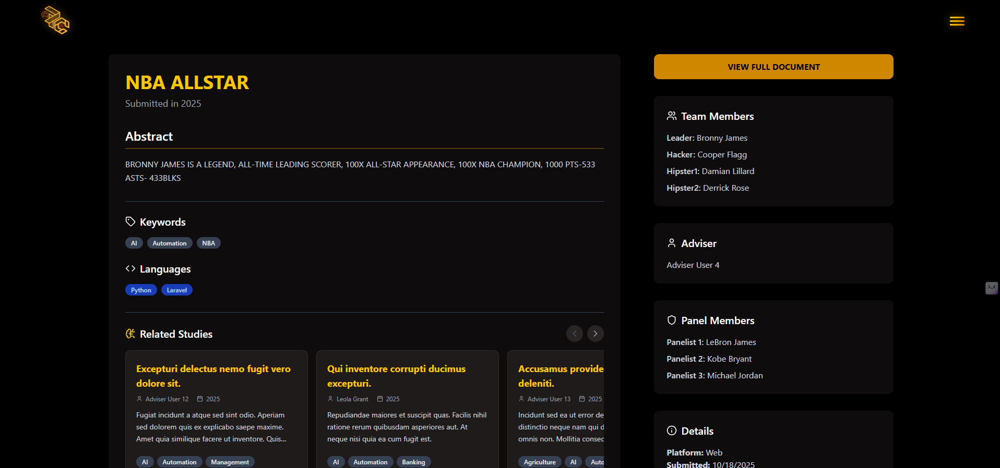 NBA ALLSTAR
Submitted in 2025
Abstract
BRONNY JAMES IS A LEGEND, ALL-TIME LEADING SCORER, 100X ALL-STAR APPEARANCE, 100X NBA CHAMPION, 1000 PTS-533
ASTS- 433BLKS
Keywords
AI
Automation
NBA
Languages
Python
Laravel
Related Studies
Excepturi delectus nemo fugit vero
dolore sit.
Adviser User 12 2025
Fugiat incidunt a atque sed sint odio. Aperiam
sed dolorem quis ex explicabo saepe maxime.
Amet quia similique facere ut inventore. Quis...
AI
Automation
Management
Qui inventore corrupti ducimus
excepturi.
Leola Grant 2025
Repudiandae maiores et suscipit quas. Facilis nihil
ratione rerum quibusdam asperiores aut. At
neque nisi quia ea cum fugit est.
AI
Automation
Banking
Accusamus provide
deleniti.
Adviser User 13 2025
Incidunt sed ea ut error de
distinctio neque nam qui d
omnis non. Mollitia consec
Agriculture
AI
Auto
VIEW FULL DOCUMENT
Team Members
Leader: Bronny James
Hacker: Cooper Flagg
Hipster1: Damian Lillard
Hipster2: Derrick Rose
Adviser
Adviser User 4
Panel Members
Panelist 1: LeBron James
Panelist 2: Kobe Bryant
Panelist 3: Michael Jordan
Details
Platform: Web
Submitted: 10/18/2025